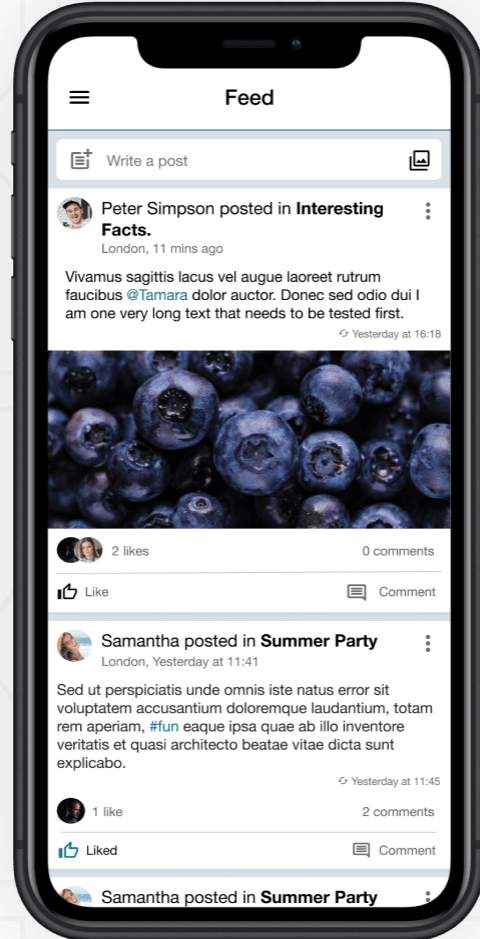 Feed
Write a post
Peter Simpson posted in Interesting
Facts.
London, 11 mins ago
Vivamus sagittis lacus vel augue laoreet rutrum
faucibus @Tamara dolor auctor. Donec sed odio dui I
am one very long text that needs to be tested first.
Yesterday at 16:18
2 likes 0 comments
Like Comment
Samantha posted in Summer Party
London, Yesterday at 11:41
Sed ut perspiciatis unde omnis iste natus error sit
voluptatem accusantium doloremque laudantium, totam
rem aperiam, #fun eaque ipsa quae ab illo inventore
veritatis et quasi architecto beatae vitae dicta sunt
explicabo.
Yesterday at 11:45
1 like 2 comments
Liked Comment
Samantha posted in Summer Party